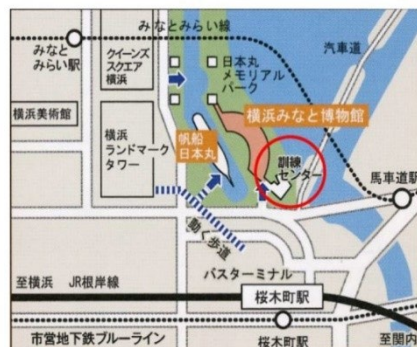 みなとみらい線
みなと
みらい駅
クイーンズ
スクエア
横浜
日本丸
メモリアル
パーク
汽車道
横浜美術館
横浜みなと博物館
横浜
ランドマーク
タワー
帆船
日本丸
訓練
センター
馬車道駅
動く歩道
バスターミナル
至横浜 JR根岸線
桜木町駅
市営地下鉄ブルーライン
桜木町駅
至関内